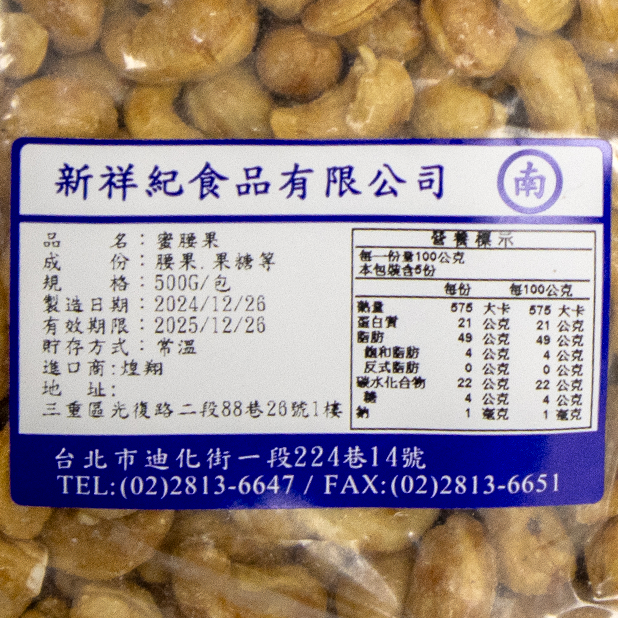 新祥紀食品有限公司
南
品 名：蜜腰果
成 份：腰果.果糖等
規 格：500G/包
製造日期：2024/12/26
有效期限：2025/12/26
貯存方式：常溫
進口商：煌翔
地 址：
三重區光復路二段88巷26號1樓
營養標示
每一份量100公克
本包裝含5份
每份 每100公克
熱量 575 大卡 575 大卡
蛋白質 21 公克 21 公克
脂肪 49 公克 49 公克
飽和脂肪 4 公克 4 公克
反式脂肪 0 公克 0 公克
碳水化合物 22 公克 22 公克
糖 4 公克 4 公克
鈉 1 毫克 1 毫克
台北市迪化街一段224巷14號
TEL:(02)2813-6647 / FAX:(02)2813-6651